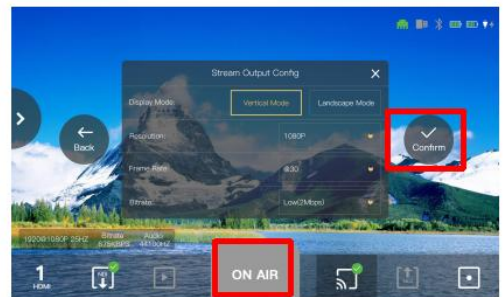 Stream Output Config X
Display Mode: Vertical Mode Landscape Mode
Resolution: 1080P
Back
Confirm
Frame Rate: @30
Bitrate: Low(2Mbps)
1920@1080P 25HZ Bitrate Audio
44100HZ
1 ON AIR
HDMI